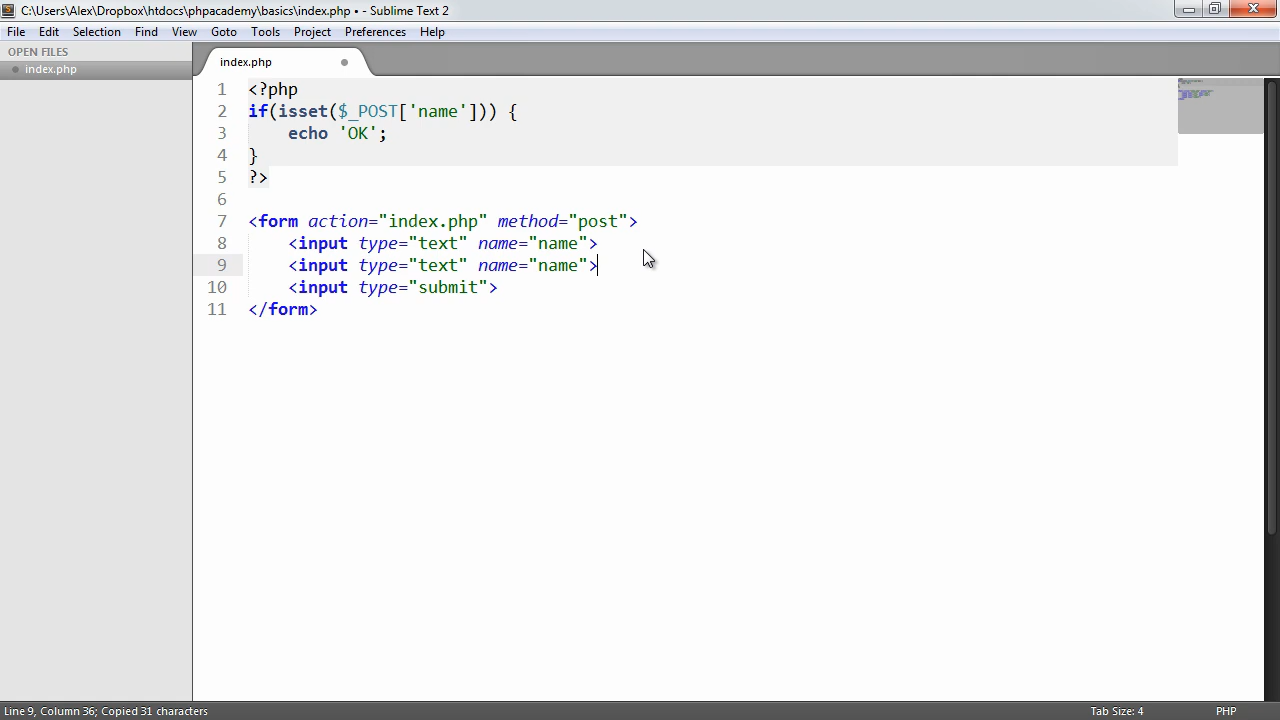 C:\Users\Alex\Dropbox\htdocs\phpacademy\basics\index.php • - Sublime Text 2
File Edit Selection Find View Goto Tools Project Preferences Help
OPEN FILES
index.php
index.php
1 <?php
2 if(isset($_POST['name'])) {
3     echo 'OK';
4 }
5 ?>
6
7 <form action="index.php" method="post">
8     <input type="text" name="name">
9     <input type="text" name="name">
10     <input type="submit">
11 </form>
Line 9, Column 36; Copied 31 characters
Tab Size: 4
PHP